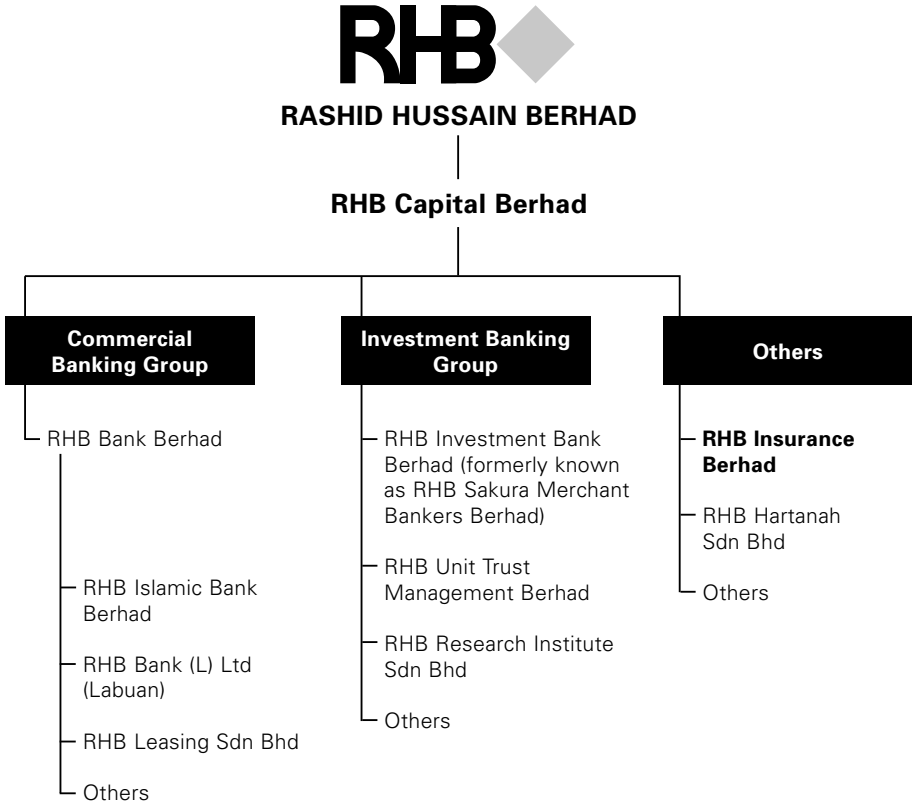 RHB
RASHID HUSSAIN BERHAD
RHB Capital Berhad
Commercial
Banking Group
RHB Bank Berhad
RHB Islamic Bank
Berhad
RHB Bank (L) Ltd
(Labuan)
RHB Leasing Sdn Bhd
Others
Investment Banking
Group
RHB Investment Bank
Berhad (formerly known
as RHB Sakura Merchant
Bankers Berhad)
RHB Unit Trust
Management Berhad
RHB Research Institute
Sdn Bhd
Others
Others
RHB Insurance
Berhad
RHB Hartanah
Sdn Bhd
Others